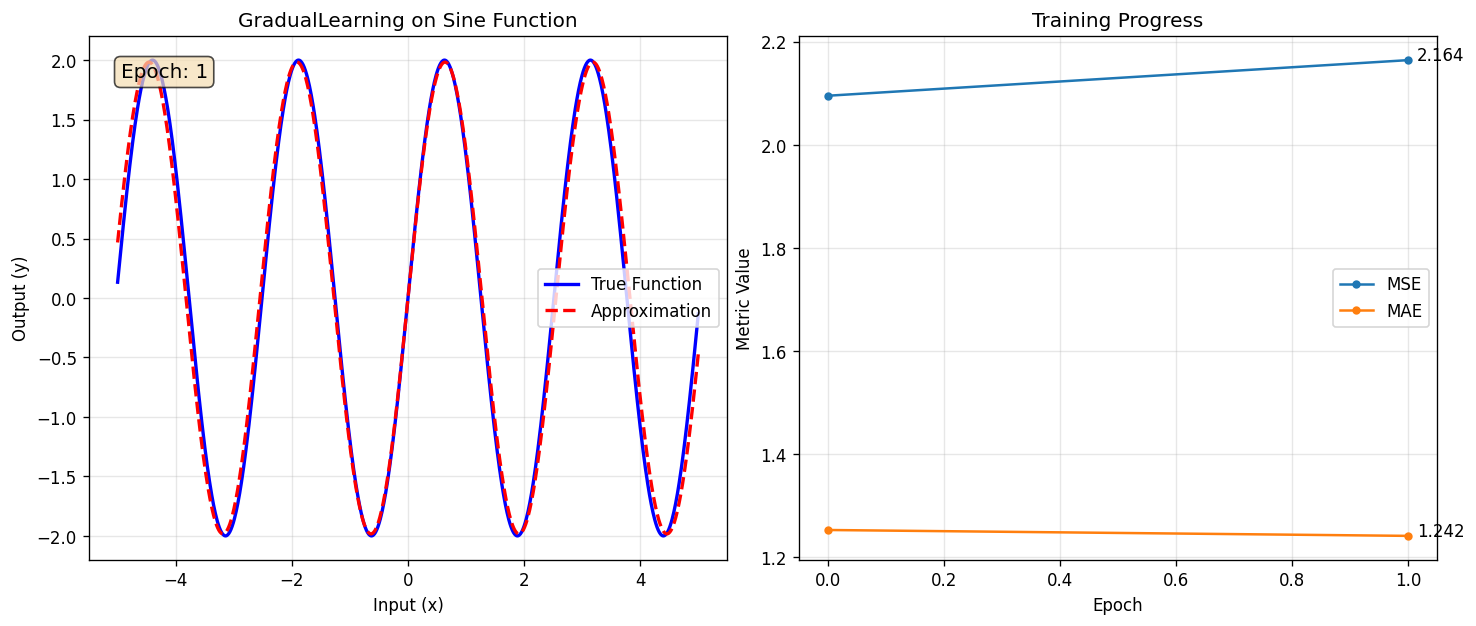 GradualLearning on Sine Function
Epoch: 1
2.0
1.5
1.0
0.5
0.0
−0.5
−1.0
−1.5
−2.0
Output (y)
True Function
Approximation
−4
−2
0
2
4
Input (x)
Training Progress
2.2
2.0
1.8
1.6
1.4
1.2
Metric Value
2.164
MSE
MAE
1.242
0.0
0.2
0.4
0.6
0.8
1.0
Epoch